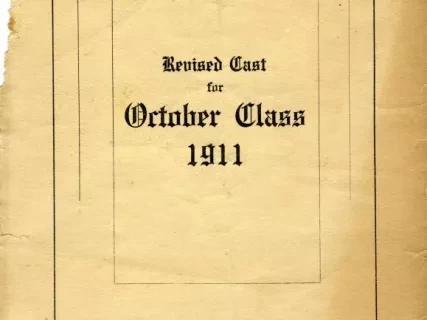 Revised Cast
for
October Class
1911